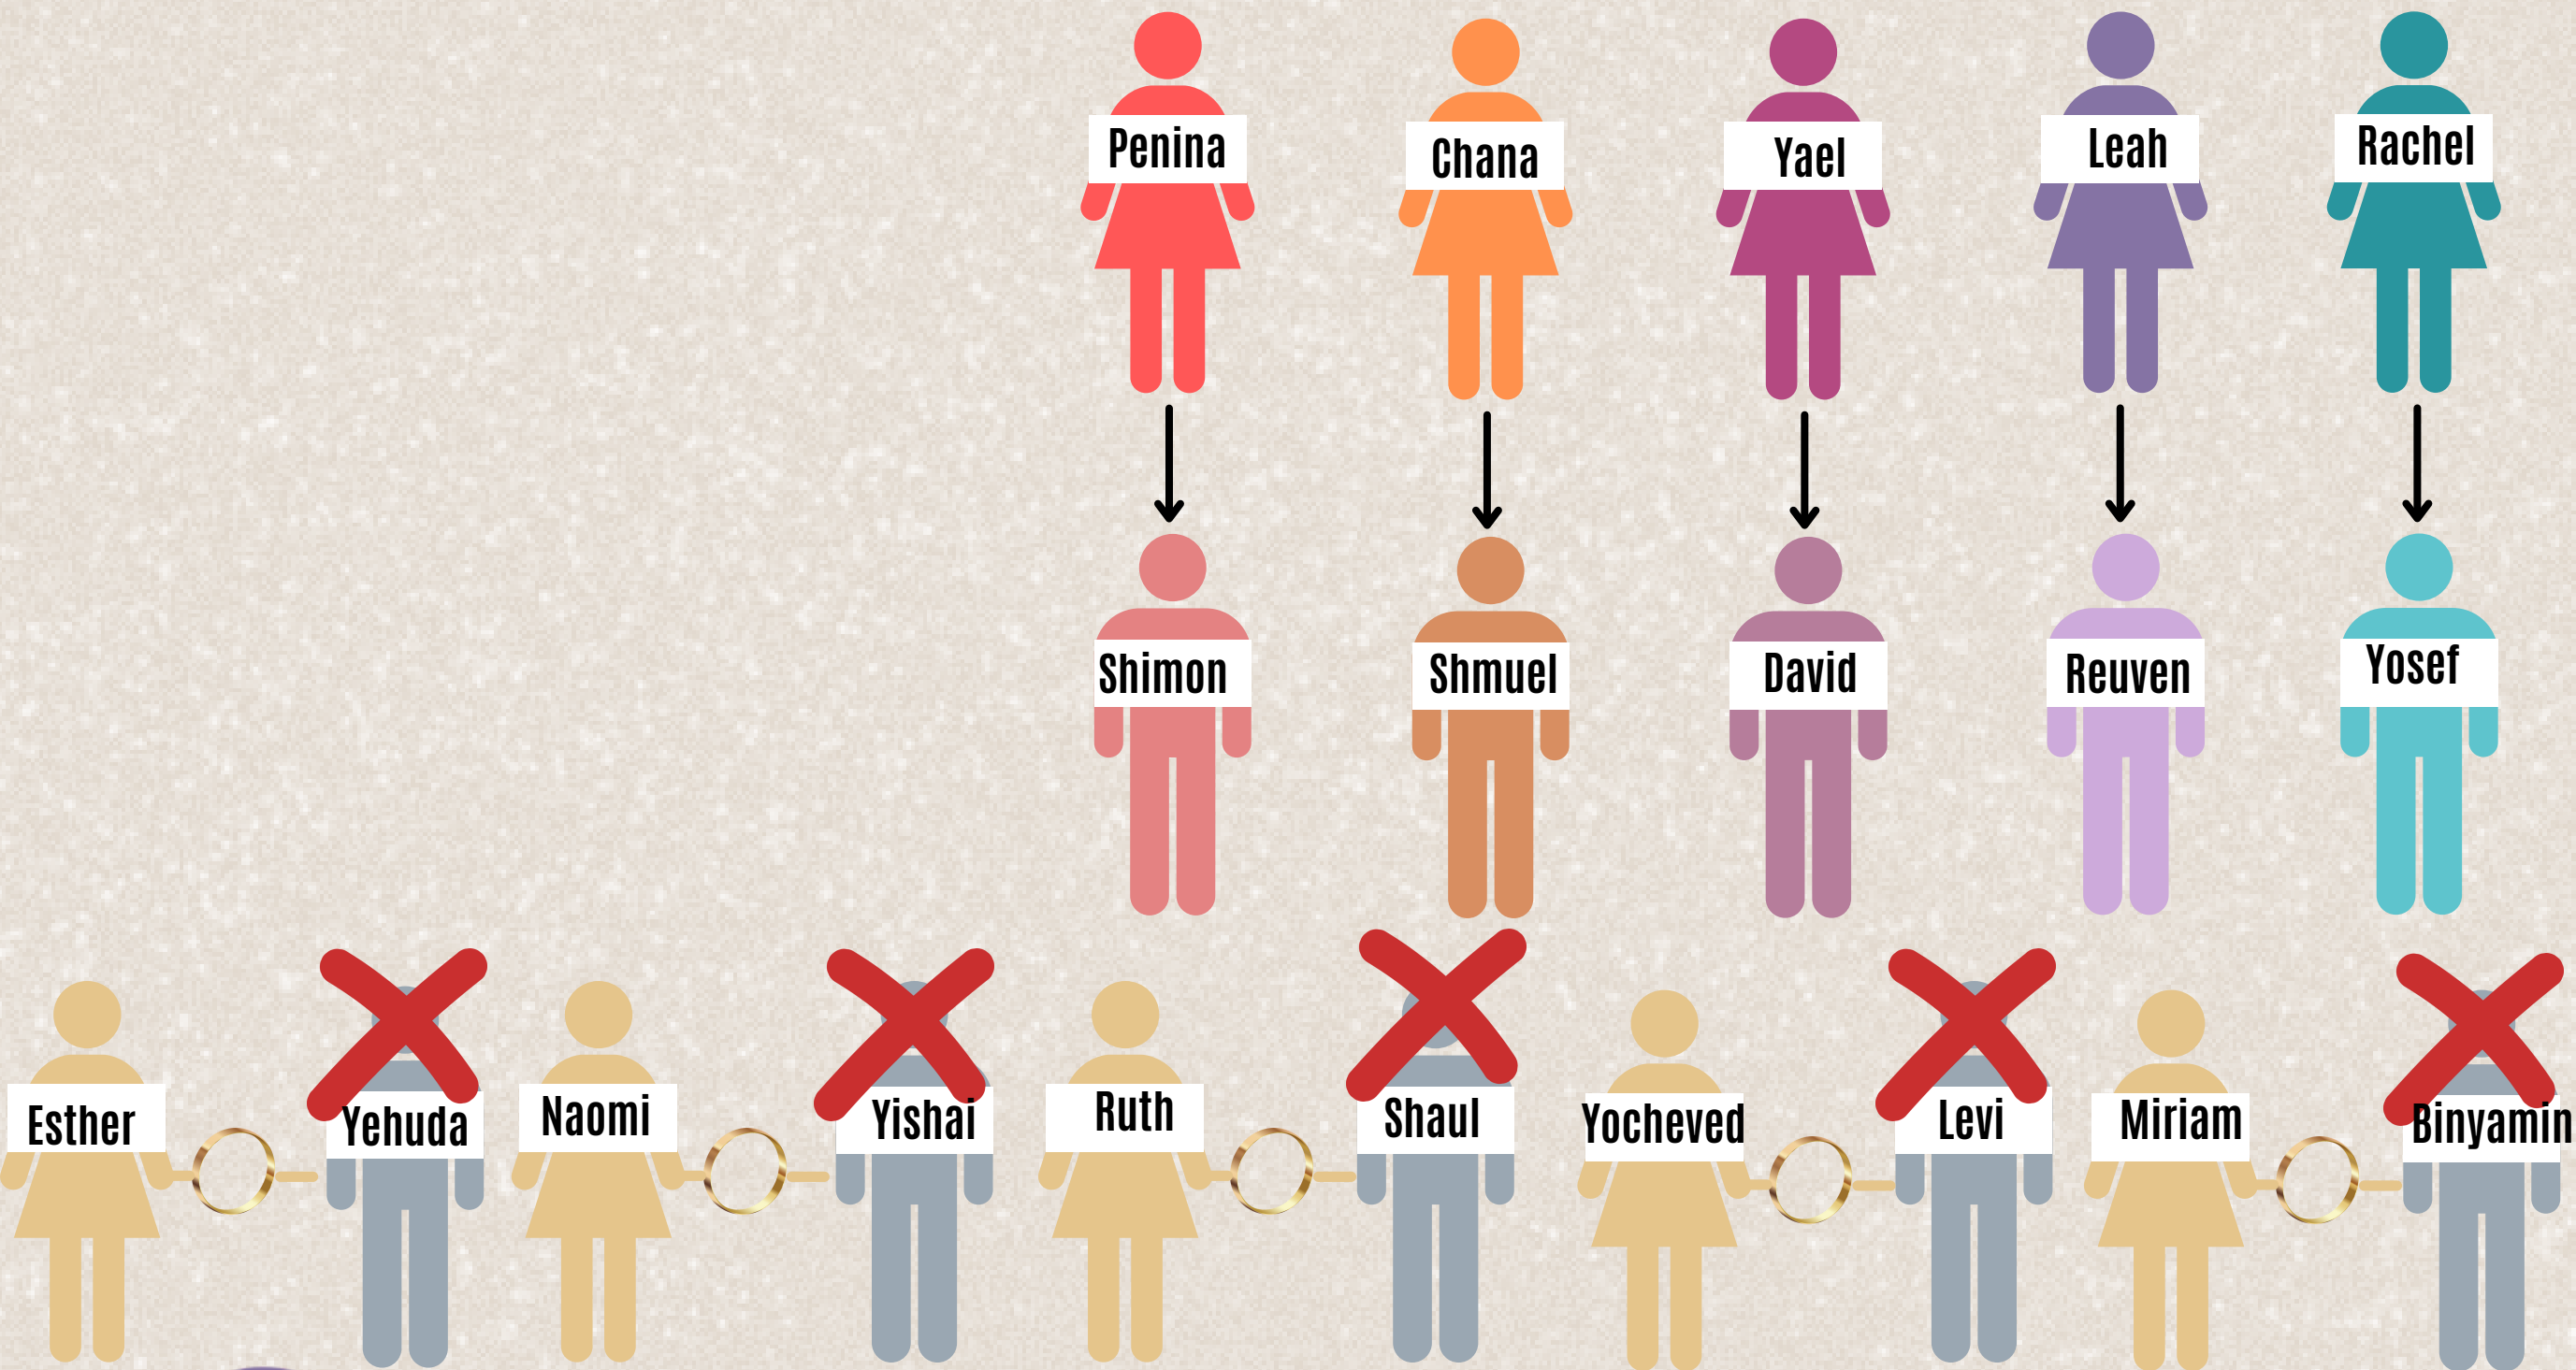 Penina
Chana
Yael
Leah
Rachel
Shimon
Shmuel
David
Reuven
Yosef
Esther
Yehuda
Naomi
Yishai
Ruth
Shaul
Yocheved
Levi
Miriam
Binyamin